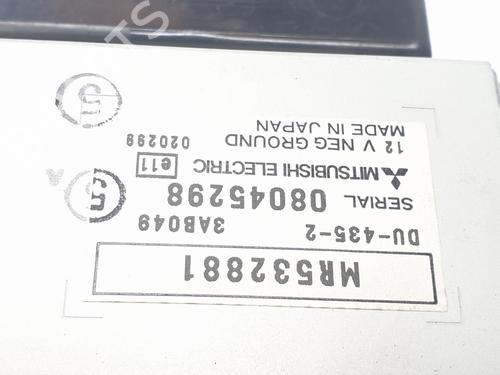 MR532881
DU-435-2 3AB049
SERIAL 08045298
MITSUBISHI ELECTRIC e11
12 V NEG GROUND 020299
MADE IN JAPAN
5
5